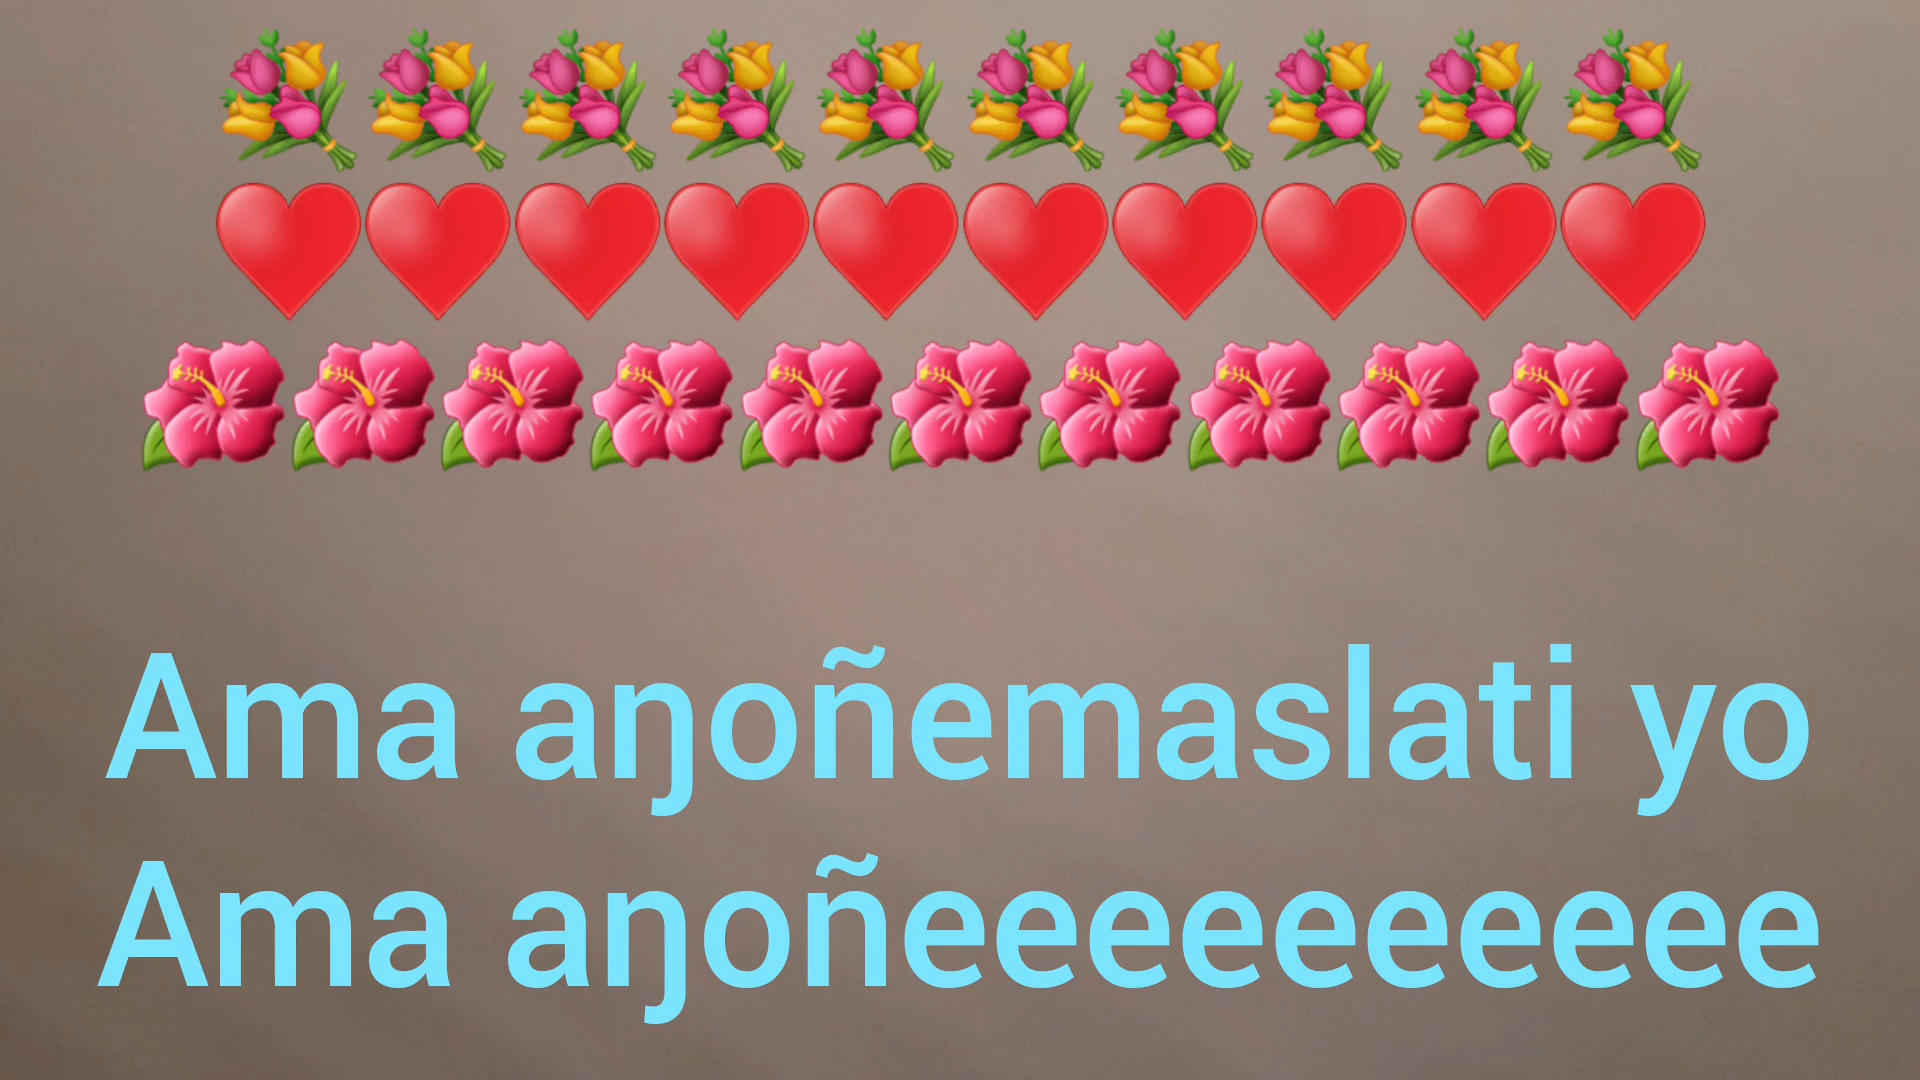 💐💐💐💐💐💐💐💐💐💐
♥️♥️♥️♥️♥️♥️♥️♥️♥️♥️
🌺🌺🌺🌺🌺🌺🌺🌺🌺🌺🌺
Ama aŋoñemaslati yo
Ama aŋoñeeeeeeeeee